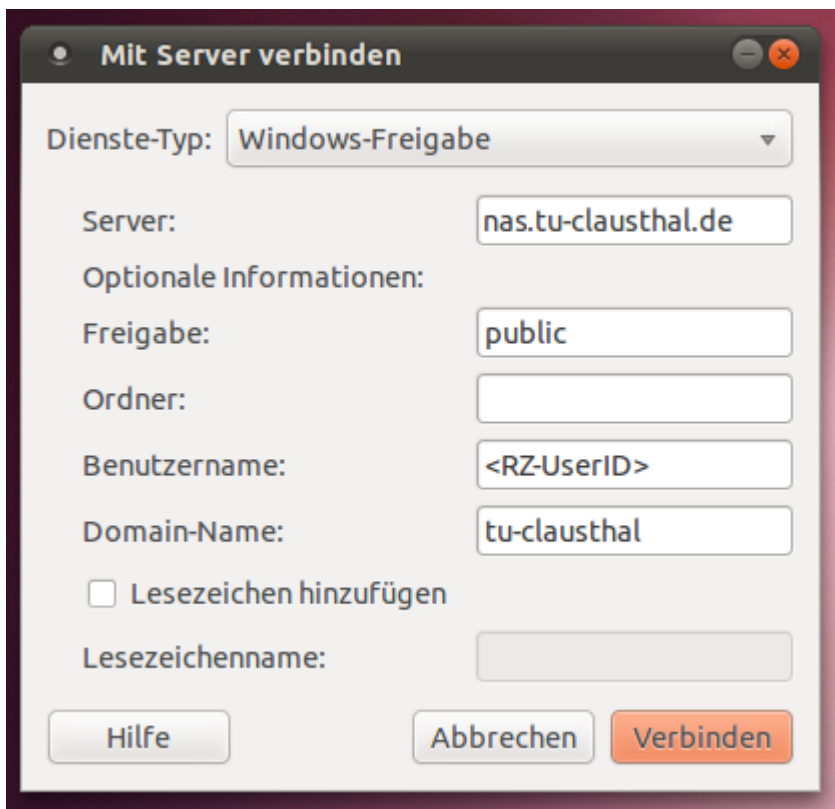 Mit Server verbinden
Dienste-Typ: Windows-Freigabe
Server: nas.tu-clausthal.de
Optionale Informationen:
Freigabe: public
Ordner:
Benutzername: <RZ-UserID>
Domain-Name: tu-clausthal
Lesezeichen hinzufügen
Lesezeichenname:
Hilfe Abbrechen Verbinden